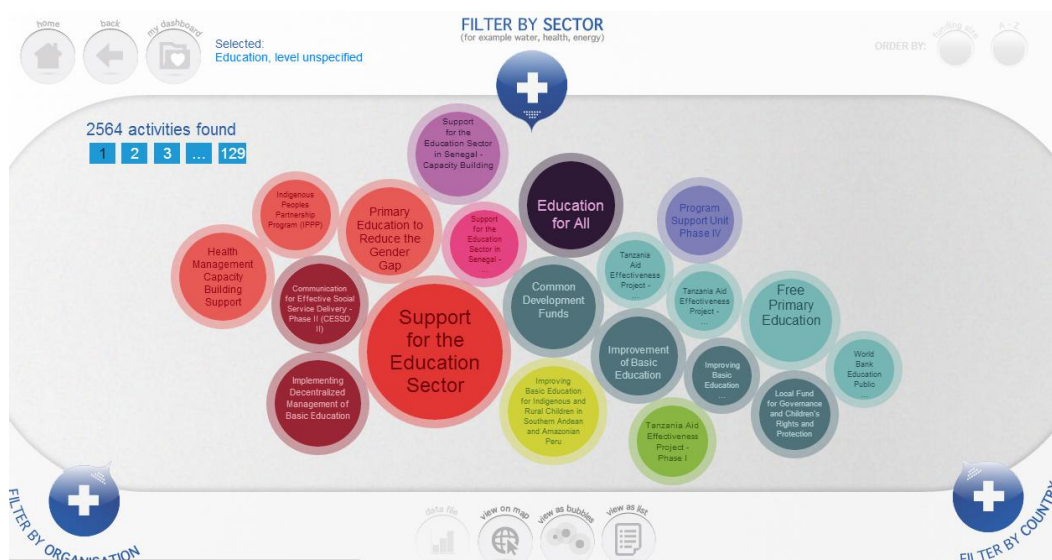 home
back
my dashboard
Selected:
Education, level unspecified
FILTER BY SECTOR
(for example water, health, energy)
ORDER BY:
funding size
A - Z
2564 activities found
1 2 3 ... 129
Support
for the
Education Sector
in Senegal -
Capacity Building
Indigenous
Peoples
Partnership
Program (IPPP)
Primary
Education to
Reduce the
Gender
Gap
Support
for the
Education
Sector in
Senegal -
...
Education
for All
Program
Support Unit
Phase IV
Health
Management
Capacity
Building
Support
Communication
for Effective Social
Service Delivery -
Phase II (CESSD
II)
Support
for the
Education
Sector
Common
Development
Funds
Tanzania
Aid
Effectiveness
Project -
...
Tanzania Aid
Effectiveness
Project -
...
Free
Primary
Education
Implementing
Decentralized
Management of
Basic Education
Improving
Basic Education
for Indigenous and
Rural Children in
Southern Andean
and Amazonian
Peru
Improvement
of Basic
Education
Improving
Basic
Education
...
World
Bank
Education
Public
...
Local Fund
for Governance
and Children's
Rights and
Protection
Tanzania Aid
Effectiveness
Project -
Phase I
FILTER BY ORGANISATION
data file
view on map
view as bubbles
view as list
FILTER BY COUNTRY